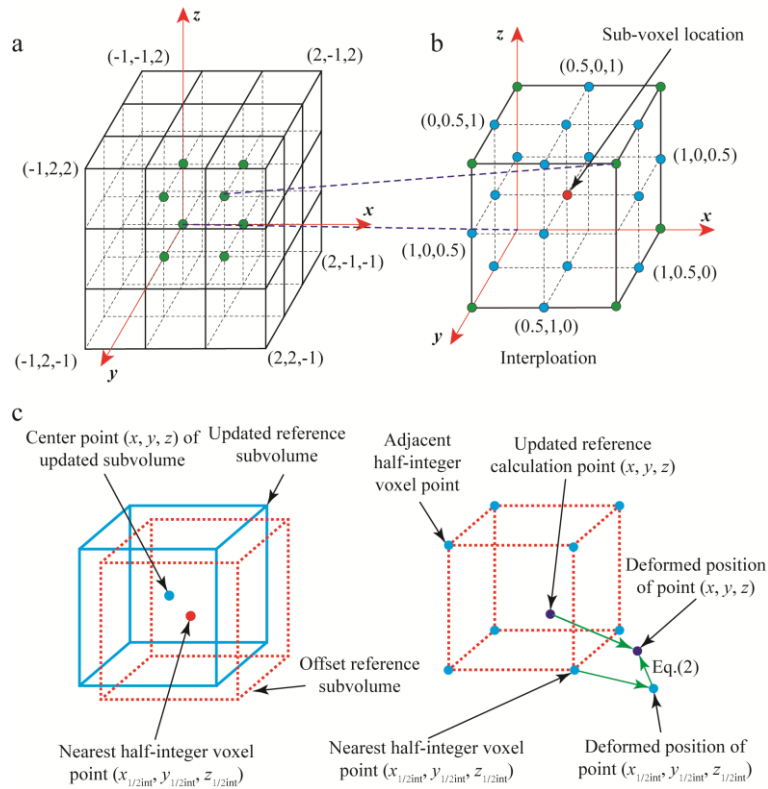 a
z
(-1,-1,2)
(2,-1,2)
(-1,2,2)
x
(2,-1,-1)
(-1,2,-1)
y
(2,2,-1)
b
z
Sub-voxel location
(0.5,0,1)
(0,0.5,1)
(1,0,0.5)
x
(1,0,0.5)
(1,0.5,0)
y
(0.5,1,0)
Interploation
c
Center point (x, y, z) of
updated subvolume
Updated reference
subvolume
Offset reference
subvolume
Nearest half-integer voxel
point (x1/2int, y1/2int, z1/2int)
Adjacent
half-integer
voxel point
Updated reference
calculation point (x, y, z)
Deformed position
of point (x, y, z)
Eq.(2)
Nearest half-integer voxel
point (x1/2int, y1/2int, z1/2int)
Deformed position of
point (x1/2int, y1/2int, z1/2int)